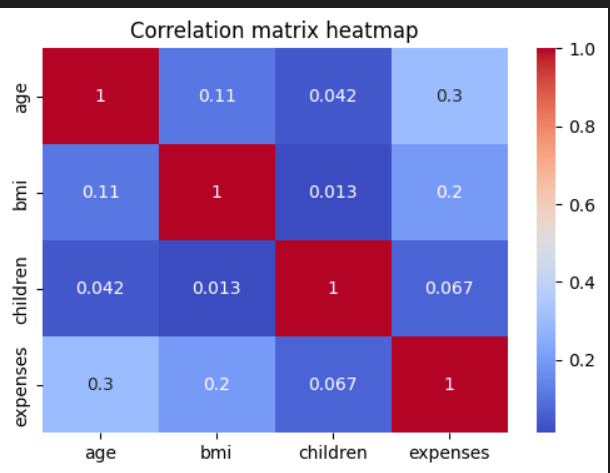 Correlation matrix heatmap
age 1 0.11 0.042 0.3
bmi 0.11 1 0.013 0.2
children 0.042 0.013 1 0.067
expenses 0.3 0.2 0.067 1
age bmi children expenses
1.0
0.8
0.6
0.4
0.2